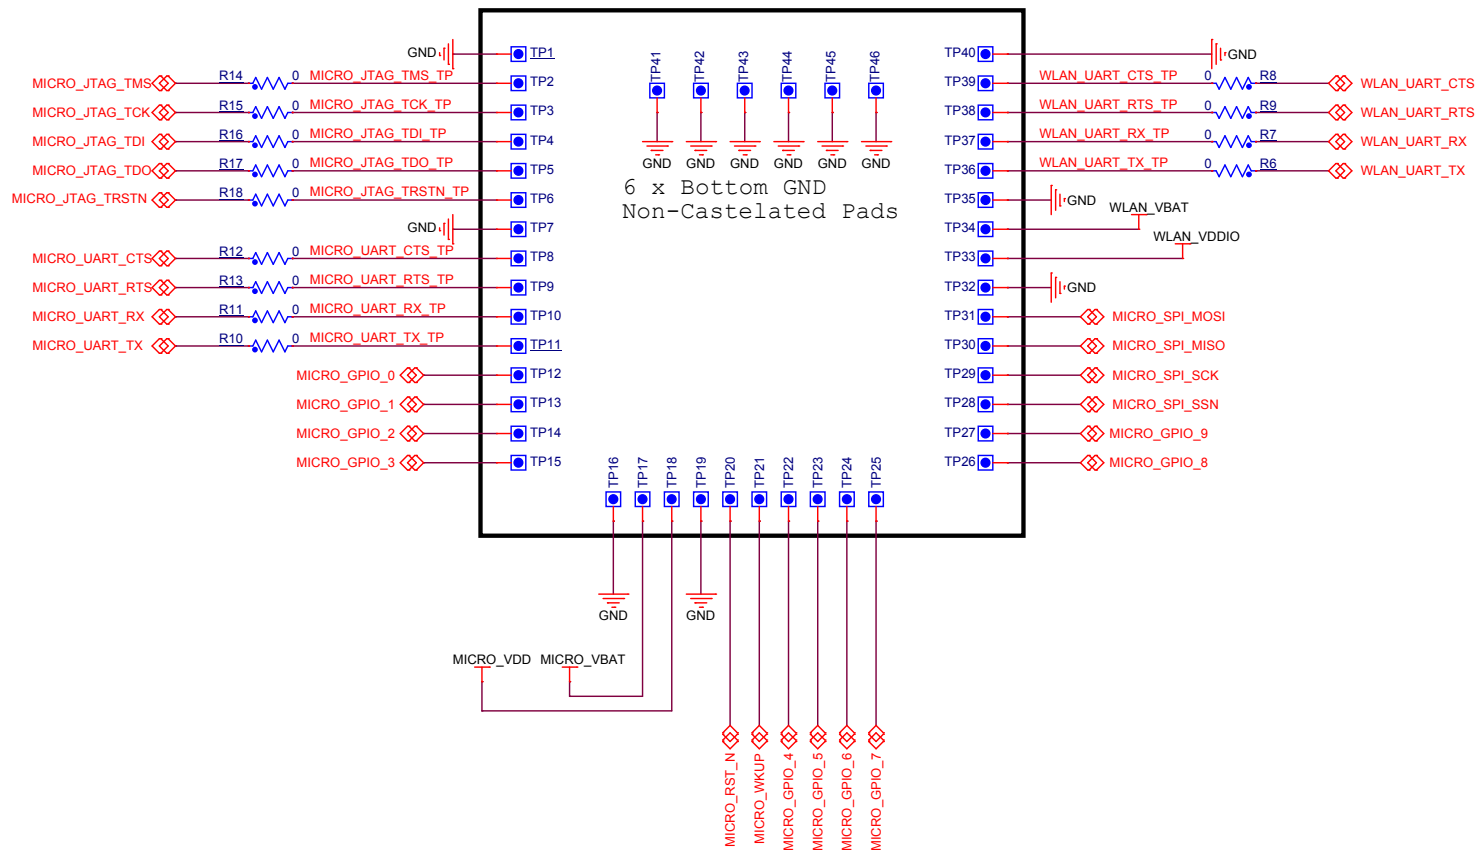 GND TP1 TP41 TP42 TP43 TP44 TP45 TP46 TP40 GND
MICRO_JTAG_TMS R14 0 MICRO_JTAG_TMS_TP TP2 TP39 WLAN_UART_CTS_TP 0 R8 WLAN_UART_CTS
MICRO_JTAG_TCK R15 0 MICRO_JTAG_TCK_TP TP3 TP38 WLAN_UART_RTS_TP 0 R9 WLAN_UART_RTS
MICRO_JTAG_TDI R16 0 MICRO_JTAG_TDI_TP TP4 TP37 WLAN_UART_RX_TP 0 R7 WLAN_UART_RX
GND GND GND GND GND GND
MICRO_JTAG_TDO R17 0 MICRO_JTAG_TDO_TP TP5 TP36 WLAN_UART_TX_TP 0 R6 WLAN_UART_TX
6 x Bottom GND
MICRO_JTAG_TRSTN R18 0 MICRO_JTAG_TRSTN_TP TP6 TP35 GND
Non-Castelated Pads
WLAN_VBAT
GND TP7 TP34
WLAN_VDDIO
MICRO_UART_CTS R12 0 MICRO_UART_CTS_TP TP8 TP33
MICRO_UART_RTS R13 0 MICRO_UART_RTS_TP TP9 TP32 GND
MICRO_UART_RX R11 0 MICRO_UART_RX_TP TP10 TP31 MICRO_SPI_MOSI
MICRO_UART_TX R10 0 MICRO_UART_TX_TP TP11 TP30 MICRO_SPI_MISO
MICRO_GPIO_0 TP12 TP29 MICRO_SPI_SCK
MICRO_GPIO_1 TP13 TP28 MICRO_SPI_SSN
MICRO_GPIO_2 TP14 TP27 MICRO_GPIO_9
MICRO_GPIO_3 TP15 TP26 MICRO_GPIO_8
TP16 TP17 TP18 TP19 TP20 TP21 TP22 TP23 TP24 TP25
GND GND
MICRO_VDD MICRO_VBAT
MICRO_RST_N
MICRO_WKUP
MICRO_GPIO_4
MICRO_GPIO_5
MICRO_GPIO_6
MICRO_GPIO_7